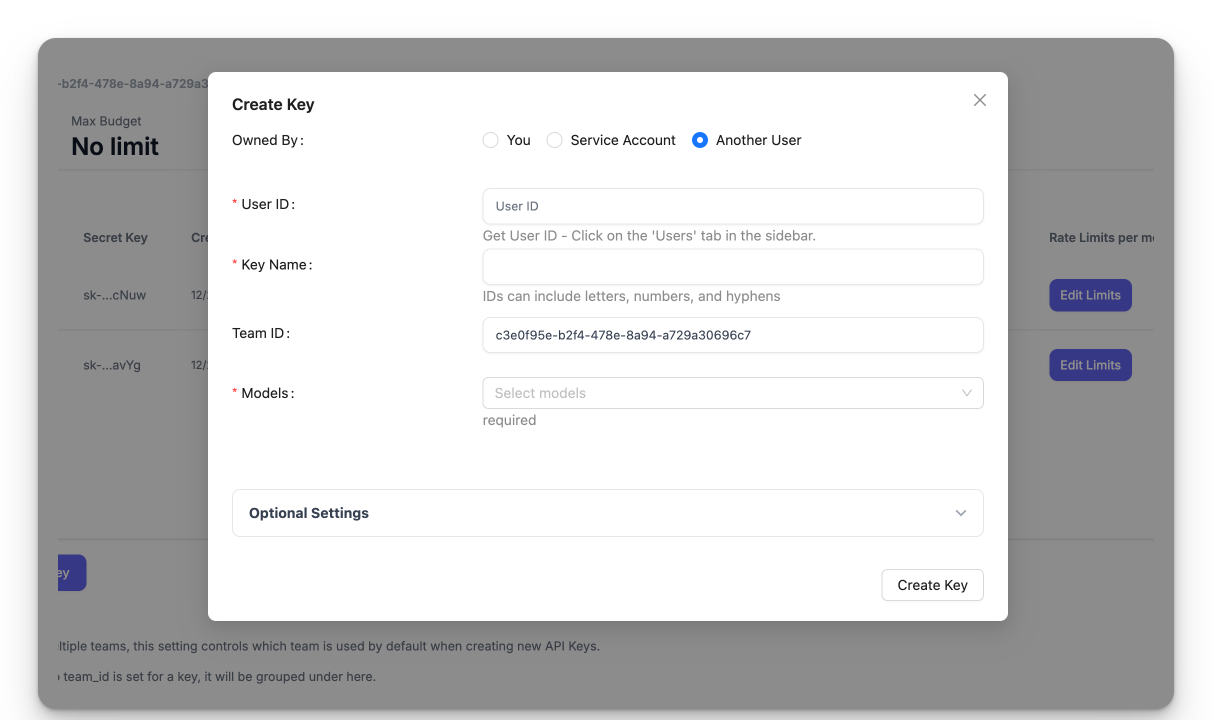 -b2f4-478e-8a94-a729a3
Max Budget
No limit
Secret Key
Cre
Rate Limits per m
sk-...cNuw
12/
Edit Limits
sk-...avYg
12/
Edit Limits
ey
ltiple teams, this setting controls which team is used by default when creating new API Keys.
team_id is set for a key, it will be grouped under here.
Create Key
Owned By:
You
Service Account
Another User
* User ID:
User ID
Get User ID - Click on the 'Users' tab in the sidebar.
* Key Name:
IDs can include letters, numbers, and hyphens
Team ID:
c3e0f95e-b2f4-478e-8a94-a729a30696c7
* Models:
Select models
required
Optional Settings
Create Key